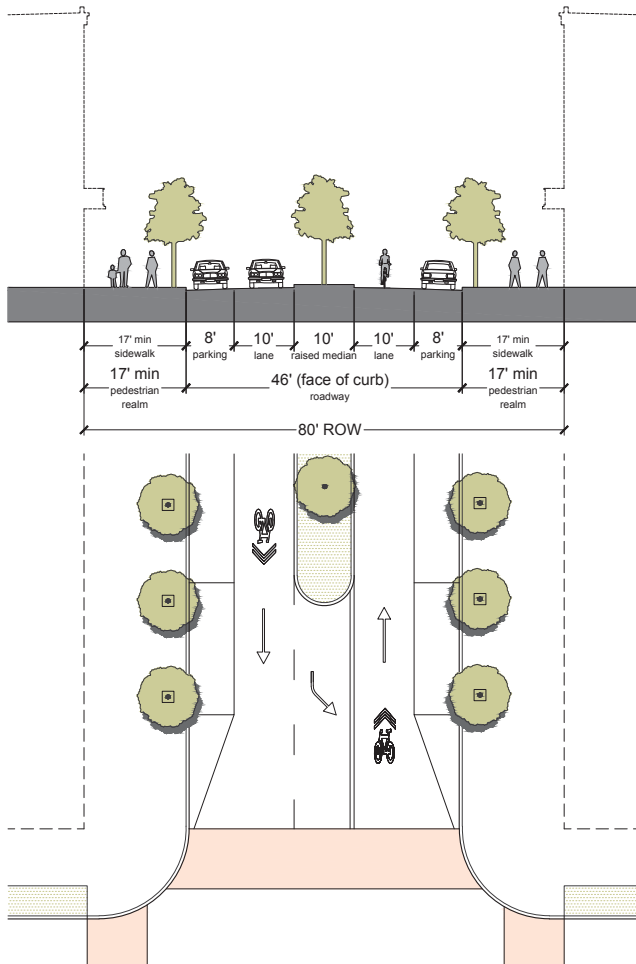 17' min
sidewalk
8'
parking
10'
lane
10'
raised median
10'
lane
8'
parking
17' min
sidewalk
17' min
pedestrian
realm
46' (face of curb)
roadway
17' min
pedestrian
realm
80' ROW